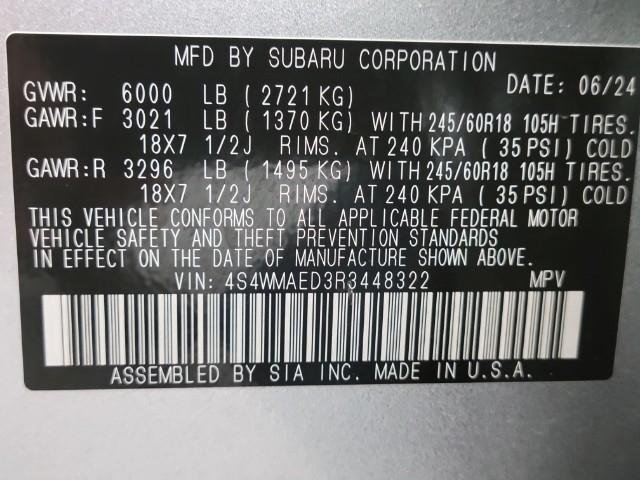 MFD BY SUBARU CORPORATION
DATE: 06/24
GVWR: 6000 LB ( 2721 KG)
GAWR:F 3021 LB ( 1370 KG) WITH 245/60R18 105H TIRES.
18X7 1/2J RIMS. AT 240 KPA ( 35 PSI) COLD
GAWR:R 3296 LB ( 1495 KG) WITH 245/60R18 105H TIRES.
18X7 1/2J RIMS. AT 240 KPA ( 35 PSI) COLD
THIS VEHICLE CONFORMS TO ALL APPLICABLE FEDERAL MOTOR
VEHICLE SAFETY AND THEFT PREVENTION STANDARDS
IN EFFECT ON THE DATE OF MANUFACTURE SHOWN ABOVE.
VIN: 4S4WMAED3R3448322 MPV
ASSEMBLED BY SIA INC. MADE IN U.S.A.